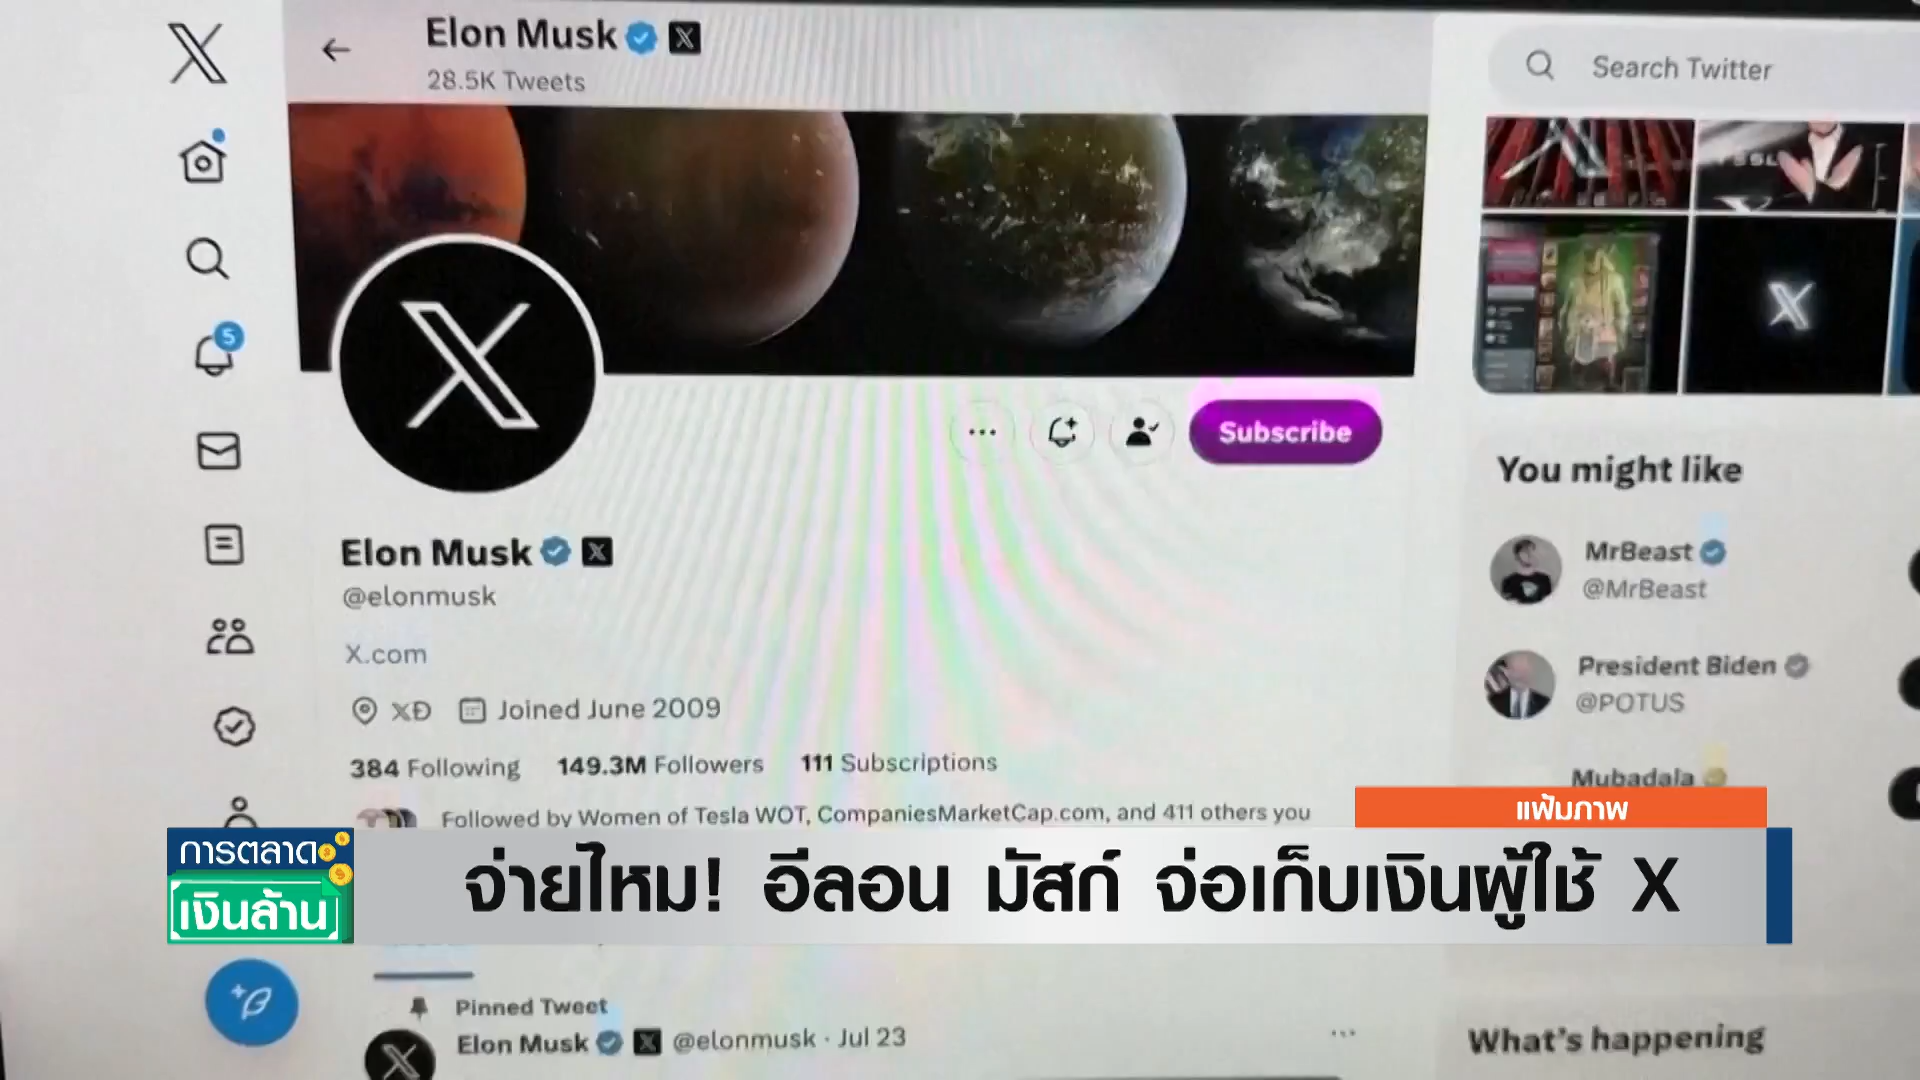 Elon Musk
28.5K Tweets
Search Twitter
5
Subscribe
You might like
Elon Musk
@elonmusk
MrBeast
@MrBeast
X.com
President Biden
@POTUS
XÐ Joined June 2009
384 Following 149.3M Followers 111 Subscriptions
Mubadala
Followed by Women of Tesla WOT, CompaniesMarketCap.com, and 411 others you
แฟ้มภาพ
การตลาด
เงินล้าน
จ่ายไหม! อีลอน มัสก์ จ่อเก็บเงินผู้ใช้ X
Pinned Tweet
Elon Musk @elonmusk · Jul 23
What's happening